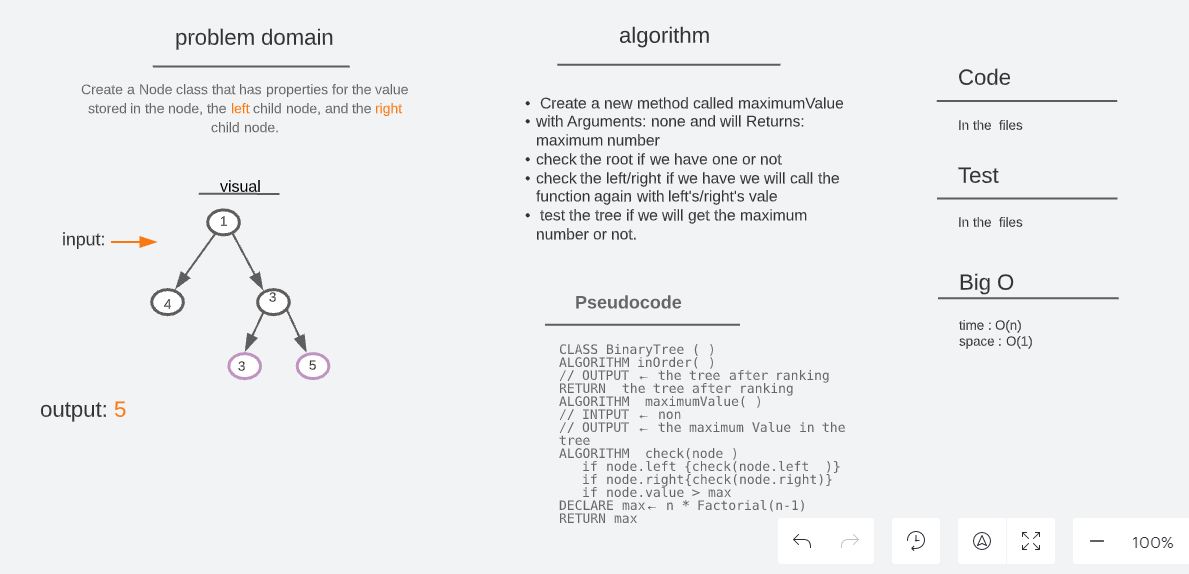 problem domain
Create a Node class that has properties for the value
stored in the node, the left child node, and the right
child node.
visual
input:
1
4
3
3
5
output: 5
algorithm
• Create a new method called maximumValue
• with Arguments: none and will Returns:
maximum number
• check the root if we have one or not
• check the left/right if we have we will call the
function again with left's/right's vale
• test the tree if we will get the maximum
number or not.
Pseudocode
CLASS BinaryTree ( )
ALGORITHM inOrder( )
// OUTPUT ← the tree after ranking
RETURN  the tree after ranking
ALGORITHM  maximumValue( )
// INTPUT ← non
// OUTPUT ← the maximum Value in the
tree
ALGORITHM  check(node )
   if node.left {check(node.left  )}
   if node.right{check(node.right)}
   if node.value > max
DECLARE max← n * Factorial(n-1)
RETURN max
Code
In the  files
Test
In the  files
Big O
time : O(n)
space : O(1)
100%